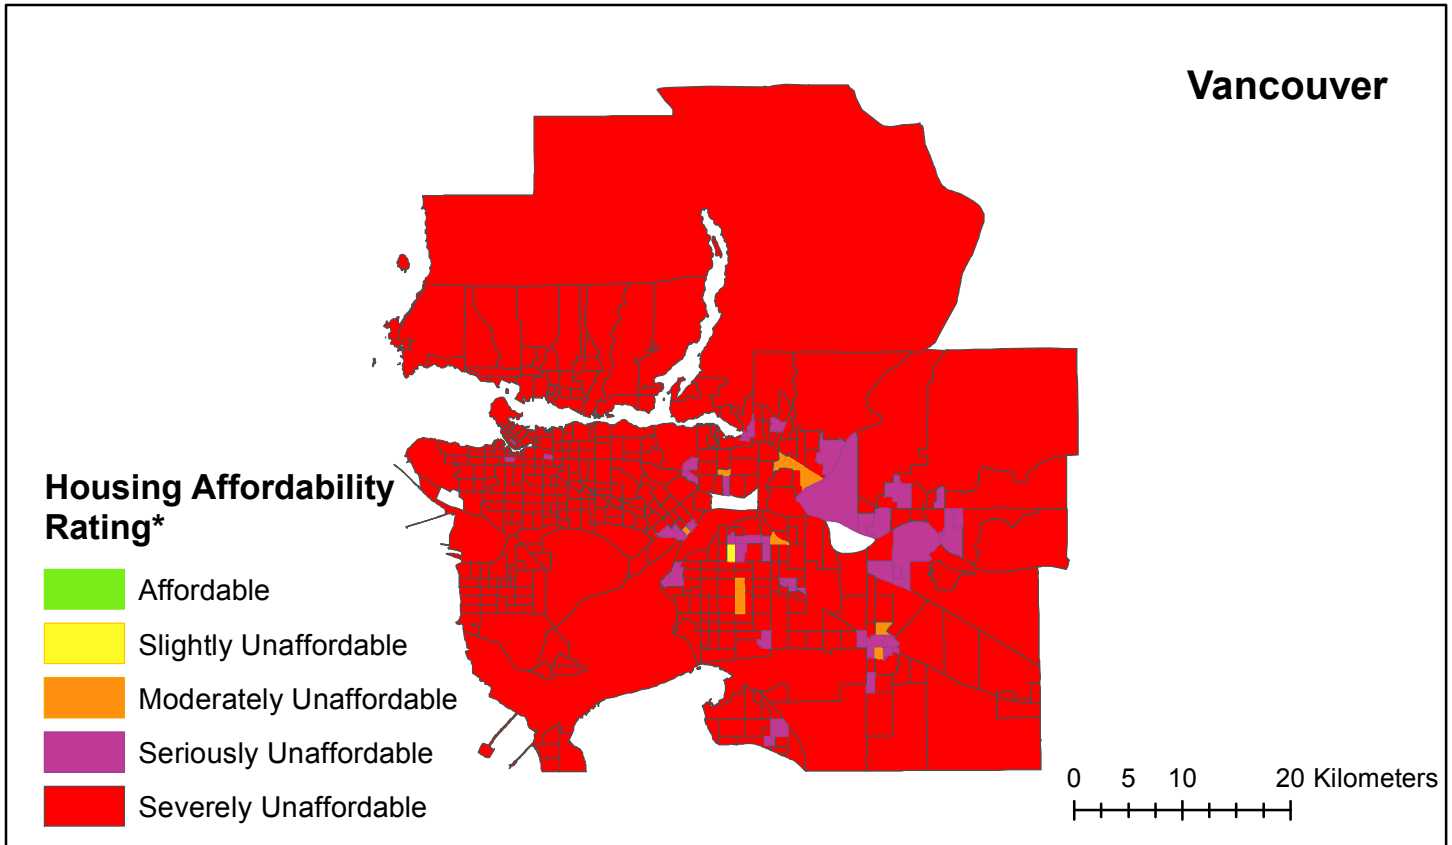 Vancouver
Housing Affordability
Rating*
Affordable
Slightly Unaffordable
Moderately Unaffordable
Seriously Unaffordable
Severely Unaffordable
0 5 10 20 Kilometers